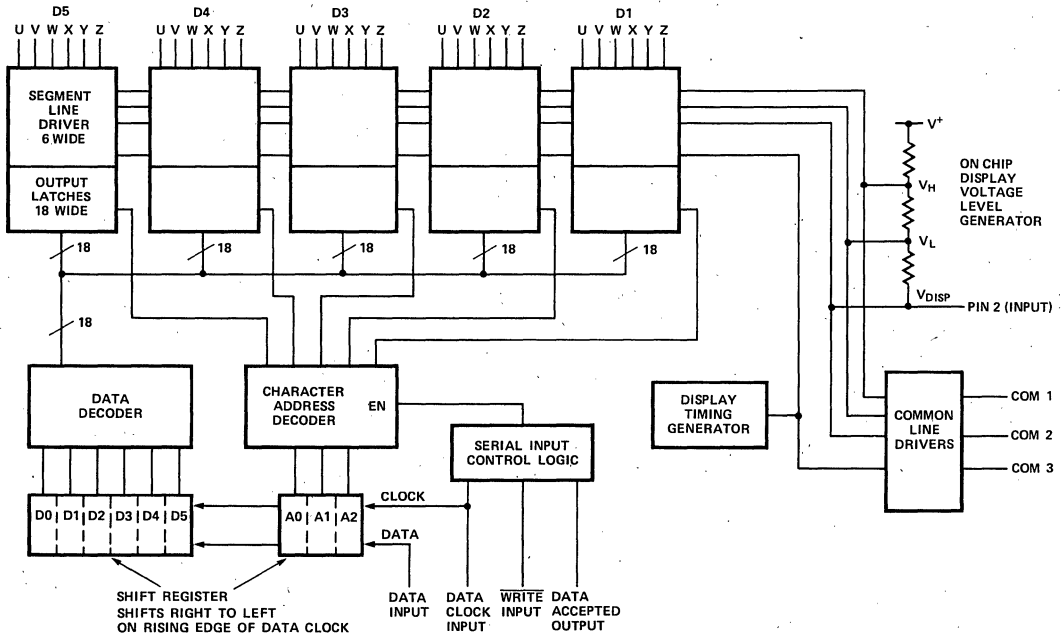 D5 D4 D3 D2 D1
U V W X Y Z U V W X Y Z U V W X Y Z U V W X Y Z U V W X Y Z
SEGMENT
LINE
DRIVER
6 WIDE
OUTPUT
LATCHES
18 WIDE
V+
VH
VL
VDISP
ON CHIP
DISPLAY
VOLTAGE
LEVEL
GENERATOR
PIN 2 (INPUT)
18 18 18 18 18
18
DATA
DECODER
CHARACTER
ADDRESS
DECODER
EN
SERIAL INPUT
CONTROL LOGIC
DISPLAY
TIMING
GENERATOR
COMMON
LINE
DRIVERS
COM 1
COM 2
COM 3
D0 D1 D2 D3 D4 D5
A0 A1 A2
CLOCK
DATA
SHIFT REGISTER
SHIFTS RIGHT TO LEFT
ON RISING EDGE OF DATA CLOCK
DATA
INPUT
DATA
CLOCK
INPUT
WRITE
INPUT
DATA
ACCEPTED
OUTPUT